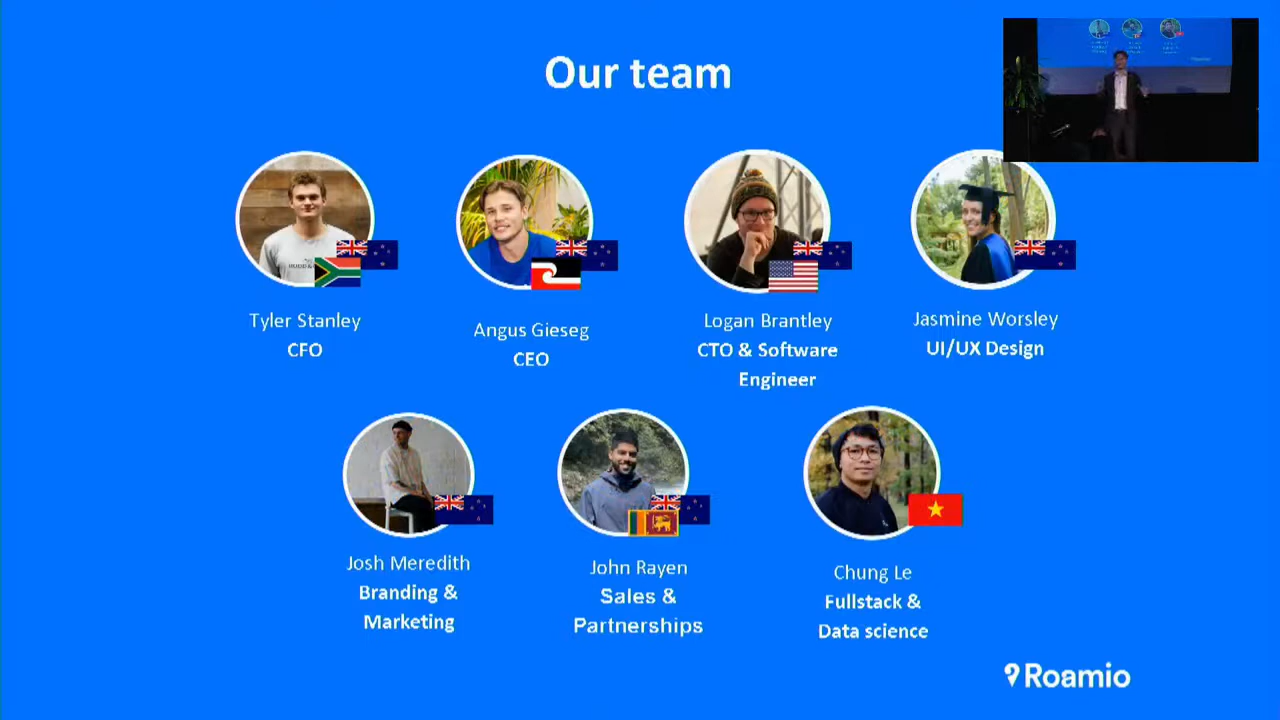 Our team
Tyler Stanley
CFO
Angus Gieseg
CEO
Logan Brantley
CTO & Software
Engineer
Jasmine Worsley
UI/UX Design
Josh Meredith
Branding &
Marketing
John Rayen
Sales &
Partnerships
Chung Le
Fullstack &
Data science
Roamio